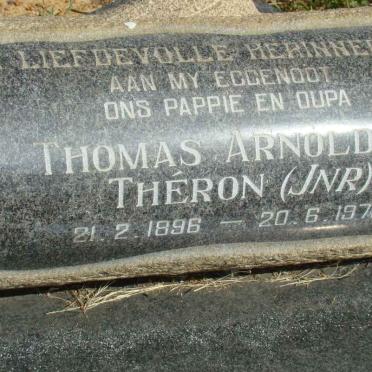 LIEFDEVOLLE HERINNE
AAN MY EGGENOOT
ONS PAPPIE EN OUPA
THOMAS ARNOLD
THÉRON (JNR)
21.2.1896 — 20.6.197